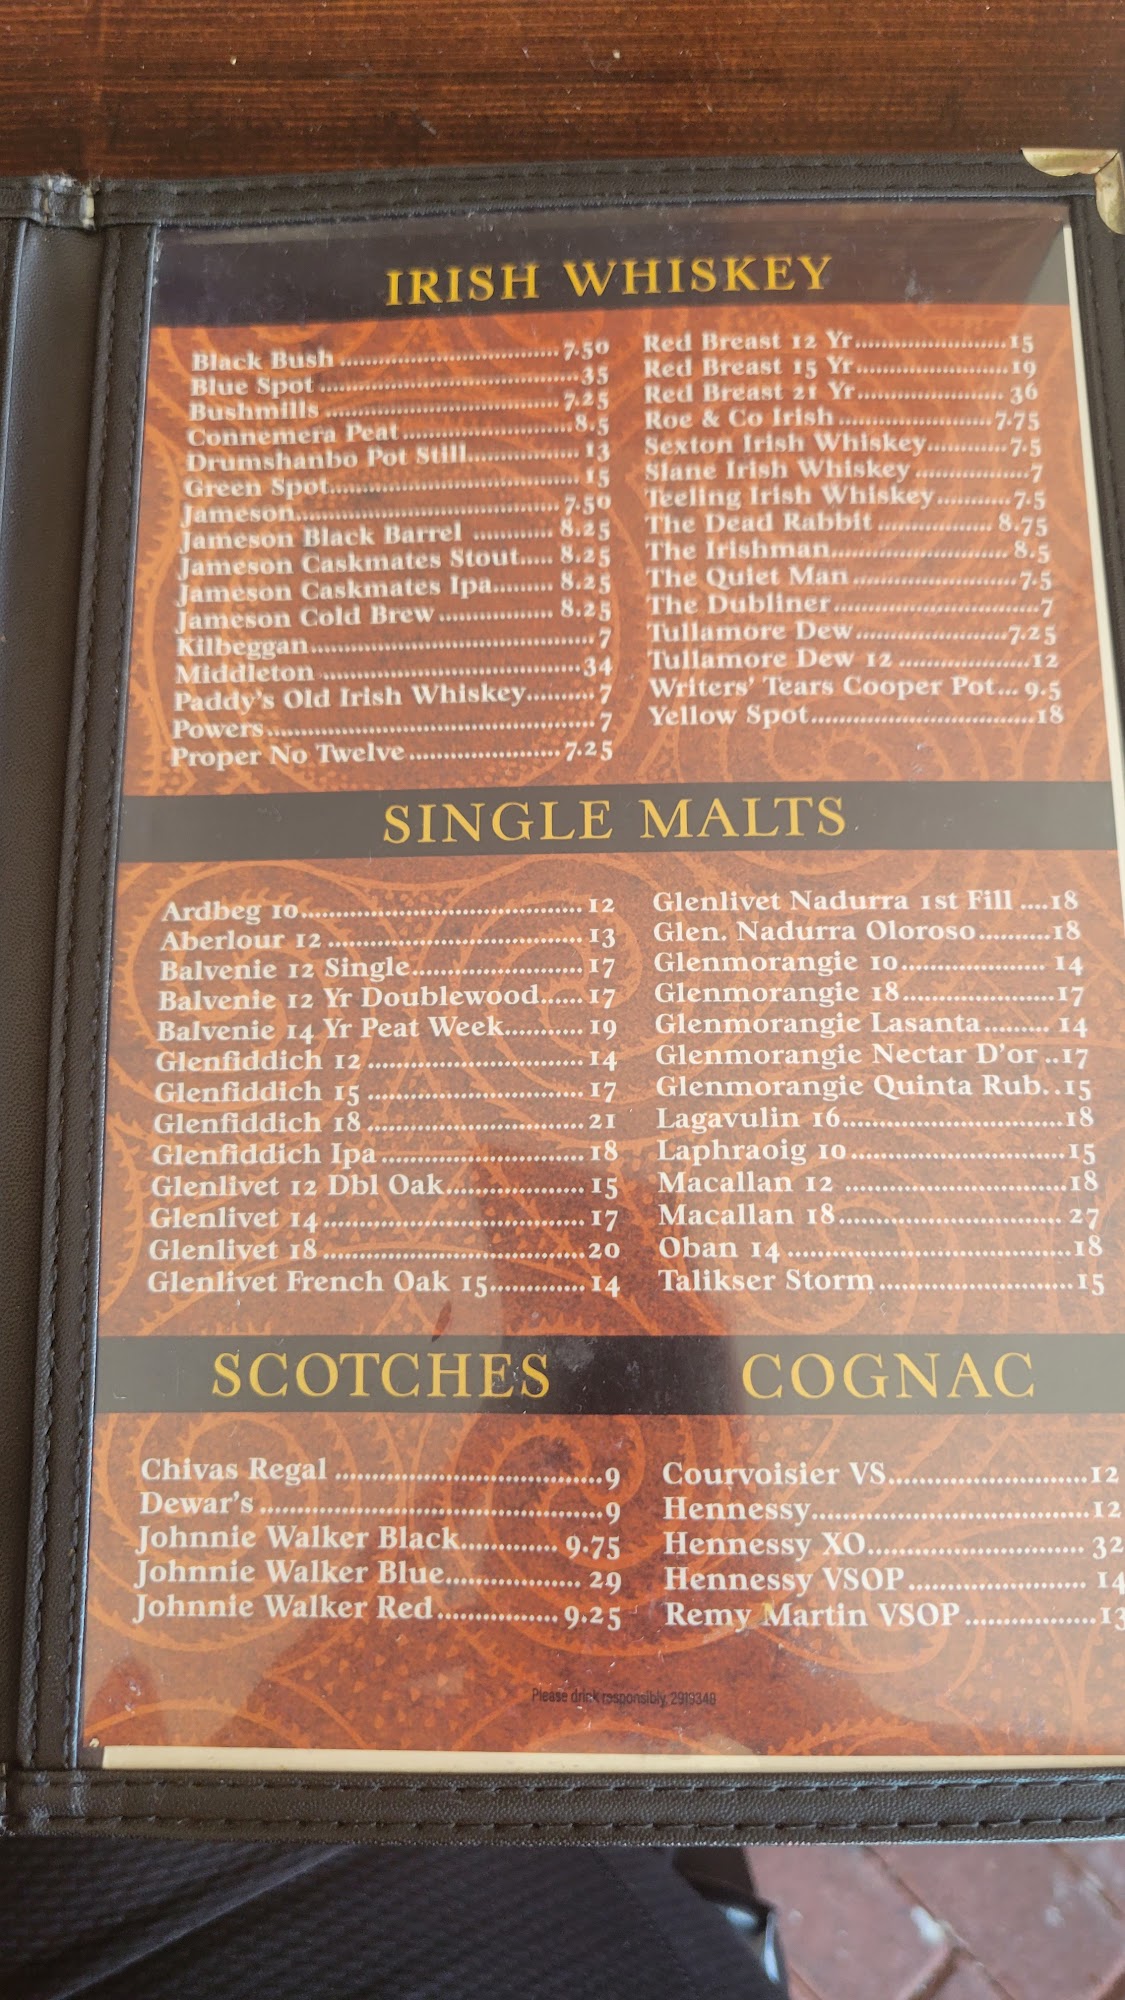 IRISH WHISKEY
Black Bush ........ 7.50
Blue Spot ........ 35
Bushmills ........ 7.25
Connemera Peat ........ 8.5
Drumshanbo Pot Still ........ 13
Green Spot ........ 15
Jameson ........ 7.50
Jameson Black Barrel ........ 8.25
Jameson Caskmates Stout ..... 8.25
Jameson Caskmates Ipa ....... 8.25
Jameson Cold Brew ........ 8.25
Kilbeggan ........ 7
Middleton ........ 34
Paddy's Old Irish Whiskey ........ 7
Powers ........ 7
Proper No Twelve ........ 7.25
Red Breast 12 Yr ........ 15
Red Breast 15 Yr ........ 19
Red Breast 21 Yr ........ 36
Roe & Co Irish ........ 7.75
Sexton Irish Whiskey ........ 7.5
Slane Irish Whiskey ........ 7
Teeling Irish Whiskey ........ 7.5
The Dead Rabbit ........ 8.75
The Irishman ........ 8.5
The Quiet Man ........ 7.5
The Dubliner ........ 7
Tullamore Dew ........ 7.25
Tullamore Dew 12 ........ 12
Writers' Tears Cooper Pot ... 9.5
Yellow Spot ........ 18
SINGLE MALTS
Ardbeg 10 ........ 12
Aberlour 12 ........ 13
Balvenie 12 Single ........ 17
Balvenie 12 Yr Doublewood ...... 17
Balvenie 14 Yr Peat Week ........ 19
Glenfiddich 12 ........ 14
Glenfiddich 15 ........ 17
Glenfiddich 18 ........ 21
Glenfiddich Ipa ........ 18
Glenlivet 12 Dbl Oak ........ 15
Glenlivet 14 ........ 17
Glenlivet 18 ........ 20
Glenlivet French Oak 15 ........ 14
Glenlivet Nadurra 1st Fill .... 18
Glen. Nadurra Oloroso ........ 18
Glenmorangie 10 ........ 14
Glenmorangie 18 ........ 17
Glenmorangie Lasanta ........ 14
Glenmorangie Nectar D'or .. 17
Glenmorangie Quinta Rub. . 15
Lagavulin 16 ........ 18
Laphraoig 10 ........ 15
Macallan 12 ........ 18
Macallan 18 ........ 27
Oban 14 ........ 18
Talikser Storm ........ 15
SCOTCHES
Chivas Regal ........ 9
Dewar's ........ 9
Johnnie Walker Black ........ 9.75
Johnnie Walker Blue ........ 29
Johnnie Walker Red ........ 9.25
COGNAC
Courvoisier VS ........ 12
Hennessy ........ 12
Hennessy XO ........ 32
Hennessy VSOP ........ 14
Remy Martin VSOP ........ 13
Please drink responsibly. 2919340